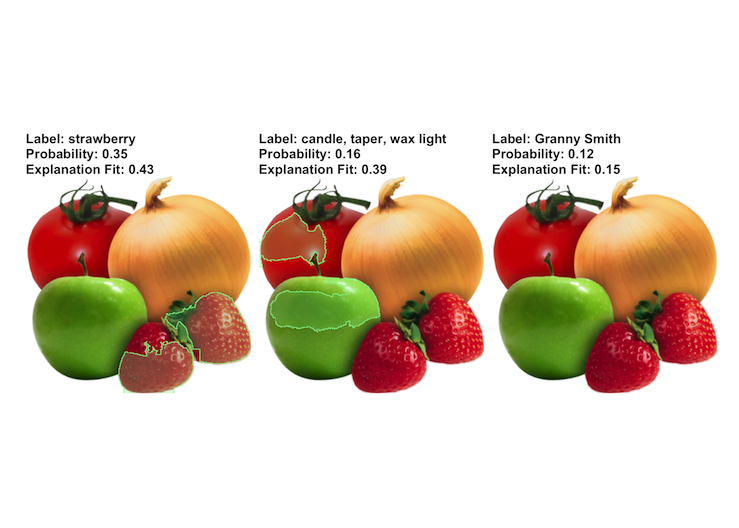 Label: strawberry
Probability: 0.35
Explanation Fit: 0.43
Label: candle, taper, wax light
Probability: 0.16
Explanation Fit: 0.39
Label: Granny Smith
Probability: 0.12
Explanation Fit: 0.15